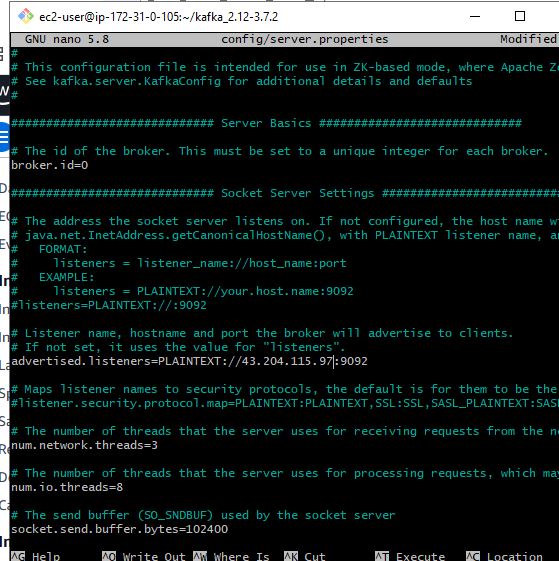 ec2-user@ip-172-31-0-105:~/kafka_2.12-3.7.2
GNU nano 5.8 config/server.properties Modified
#
# This configuration file is intended for use in ZK-based mode, where Apache
# See kafka.server.KafkaConfig for additional details and defaults
#
############################# Server Basics #############################
# The id of the broker. This must be set to a unique integer for each broker.
broker.id=0
############################# Socket Server Settings #########################
# The address the socket server listens on. If not configured, the host name
# java.net.InetAddress.getCanonicalHostName(), with PLAINTEXT listener name,
#   FORMAT:
#     listeners = listener_name://host_name:port
#   EXAMPLE:
#     listeners = PLAINTEXT://your.host.name:9092
#listeners=PLAINTEXT://:9092
# Listener name, hostname and port the broker will advertise to clients.
# If not set, it uses the value for "listeners".
advertised.listeners=PLAINTEXT://43.204.115.97:9092
# Maps listener names to security protocols, the default is for them to be the
#listener.security.protocol.map=PLAINTEXT:PLAINTEXT,SSL:SSL,SASL_PLAINTEXT:SAS
# The number of threads that the server uses for receiving requests from the
num.network.threads=3
# The number of threads that the server uses for processing requests, which may
num.io.threads=8
# The send buffer (SO_SNDBUF) used by the socket server
socket.send.buffer.bytes=102400
^G Help ^O Write Out ^W Where Is ^K Cut ^T Execute ^C Location